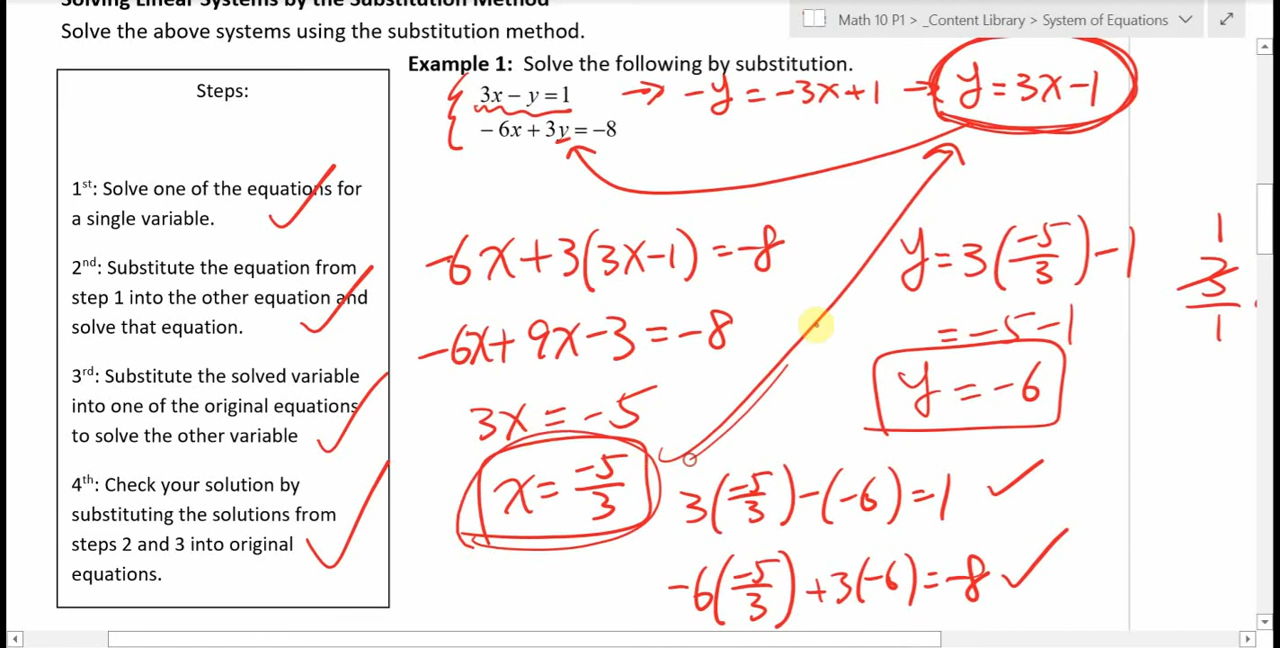 Solving Linear Systems by the Substitution Method
Solve the above systems using the substitution method.
Math 10 P1 > _Content Library > System of Equations
Steps:
1st: Solve one of the equations for
a single variable.
2nd: Substitute the equation from
step 1 into the other equation and
solve that equation.
3rd: Substitute the solved variable
into one of the original equations
to solve the other variable
4th: Check your solution by
substituting the solutions from
steps 2 and 3 into original
equations.
Example 1: Solve the following by substitution.
3x − y = 1 → -y = -3x+1 → y = 3x-1
− 6x + 3y = −8
-6x+3(3x-1) = -8
-6x+9x-3 = -8
3x = -5
x = -5/3
y = 3(-5/3)-1
= -5-1
y = -6
3(-5/3)-(-6) = 1 ✓
-6(-5/3)+3(-6) = -8 ✓
1
3
1